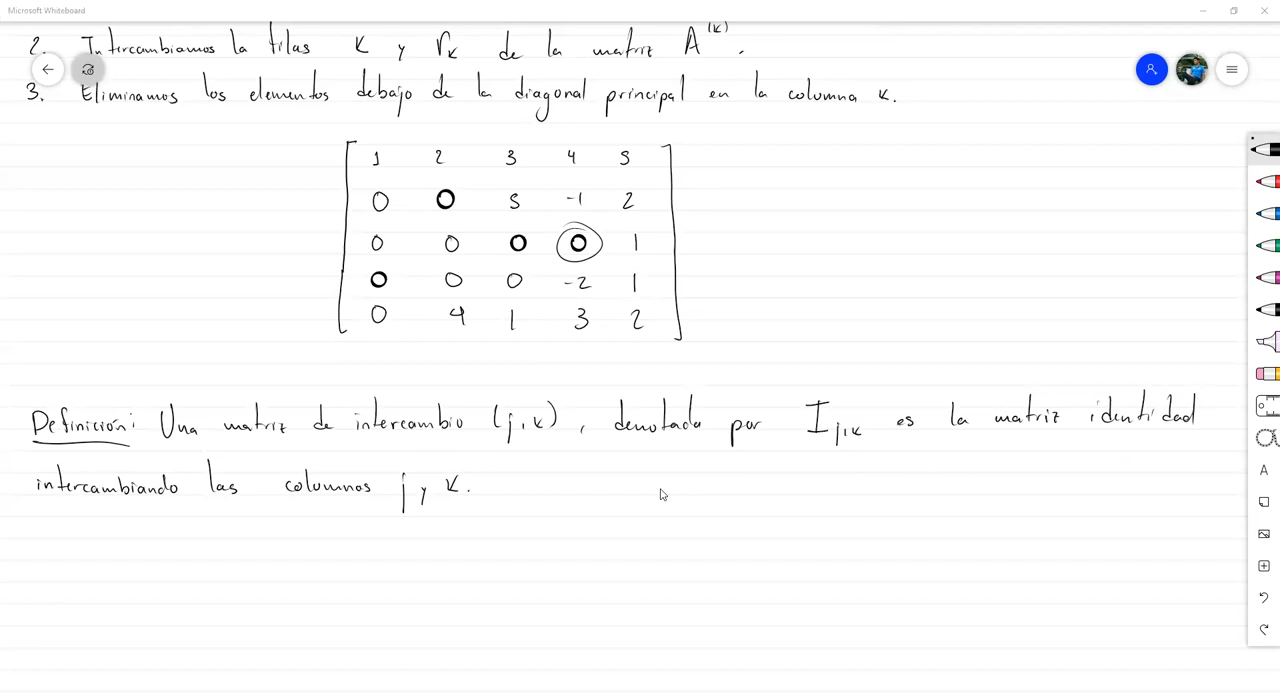 Microsoft Whiteboard
2. Intercambiamos la filas K y r_K de la matriz A^(K).
3. Eliminamos los elementos debajo de la diagonal principal en la columna K.
1 2 3 4 5
0 0 5 -1 2
0 0 0 0 1
0 0 0 -2 1
0 4 1 3 2
Definición: Una matriz de intercambio (j,K), denotada por I_j,K es la matriz identidad
intercambiando las columnas j y K.